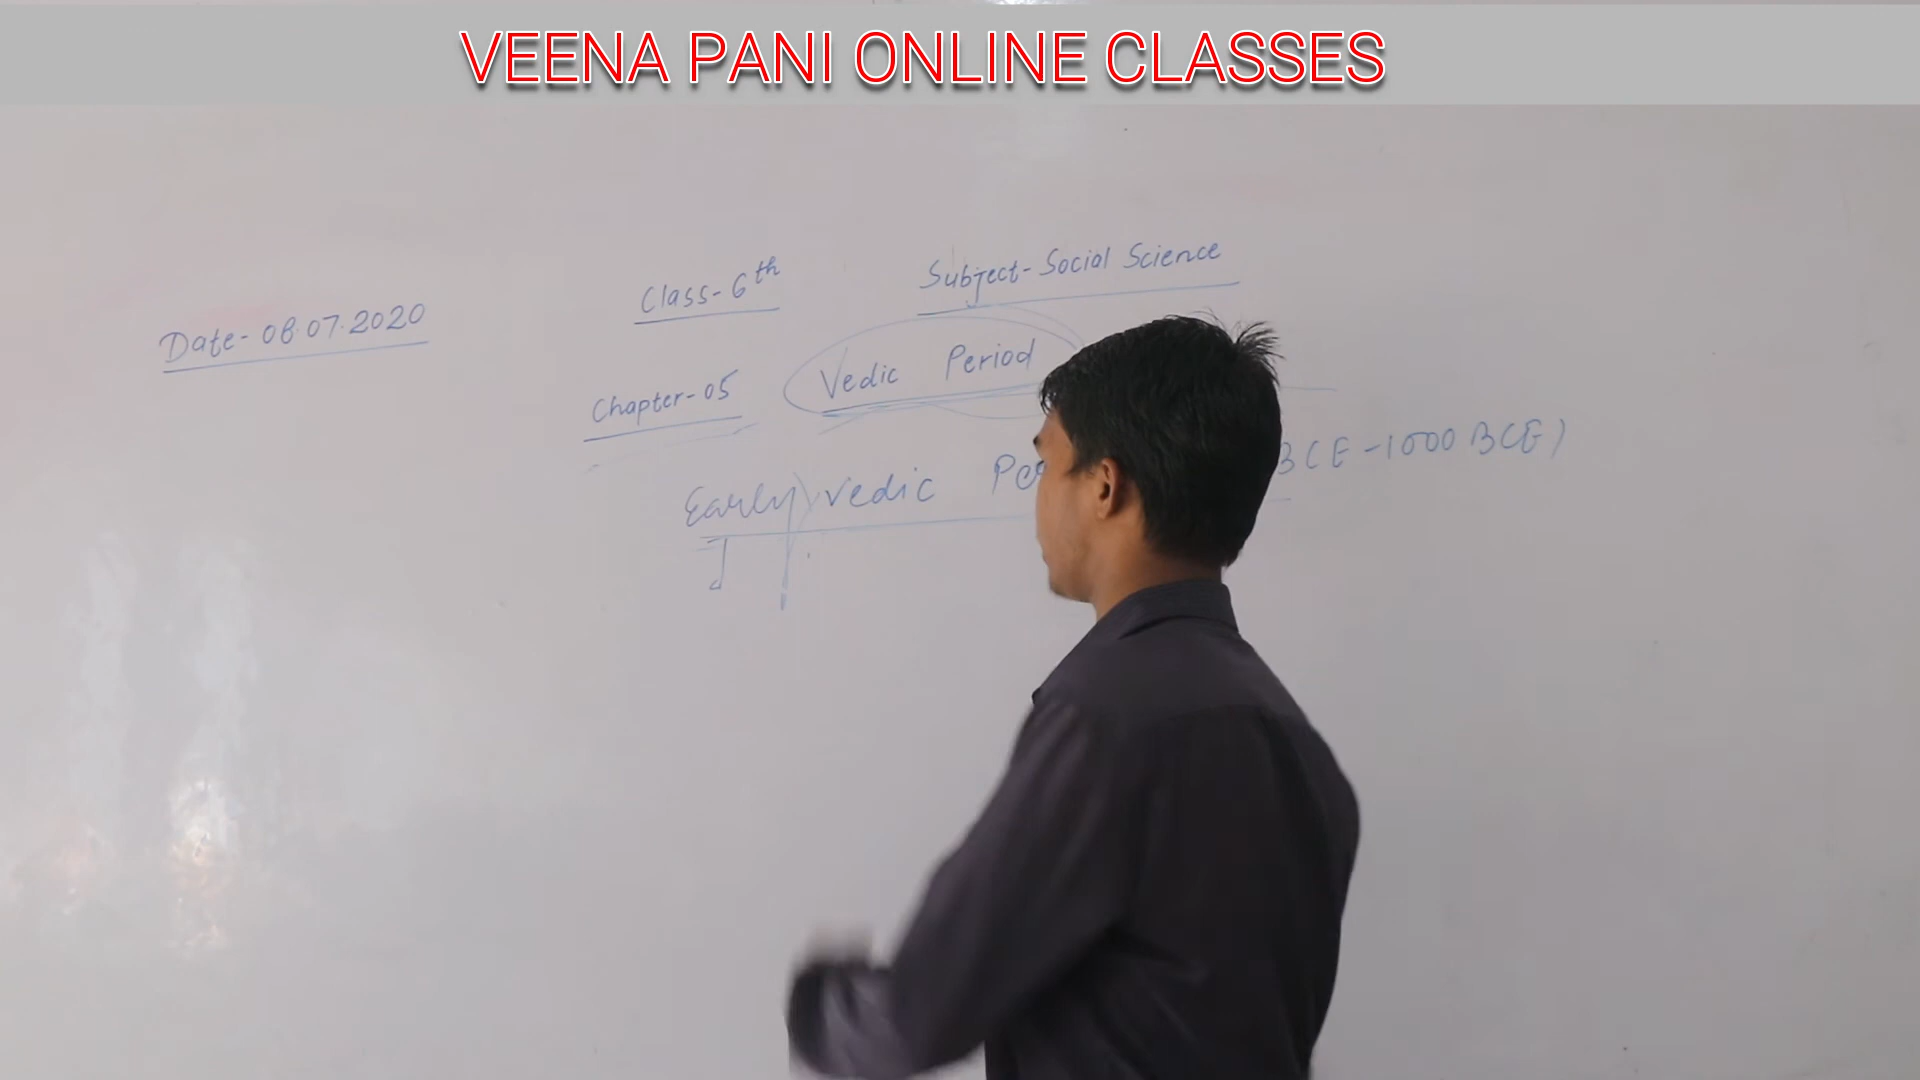 VEENA PANI ONLINE CLASSES
Date- 08.07.2020
Class- 6th
Subject- Social Science
Chapter- 05
Vedic Period
Early vedic BCE -1000 BCE)